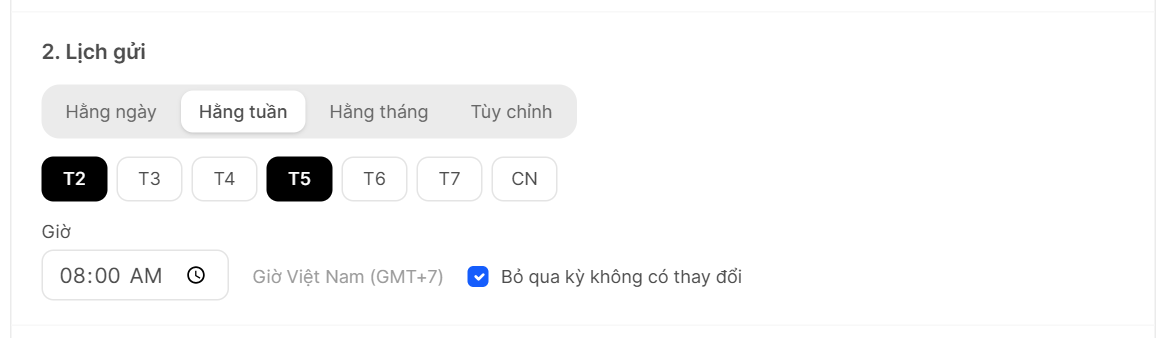 2. Lịch gửi
Hằng ngày Hằng tuần Hằng tháng Tùy chỉnh
T2 T3 T4 T5 T6 T7 CN
Giờ
08:00 AM Giờ Việt Nam (GMT+7) Bỏ qua kỳ không có thay đổi